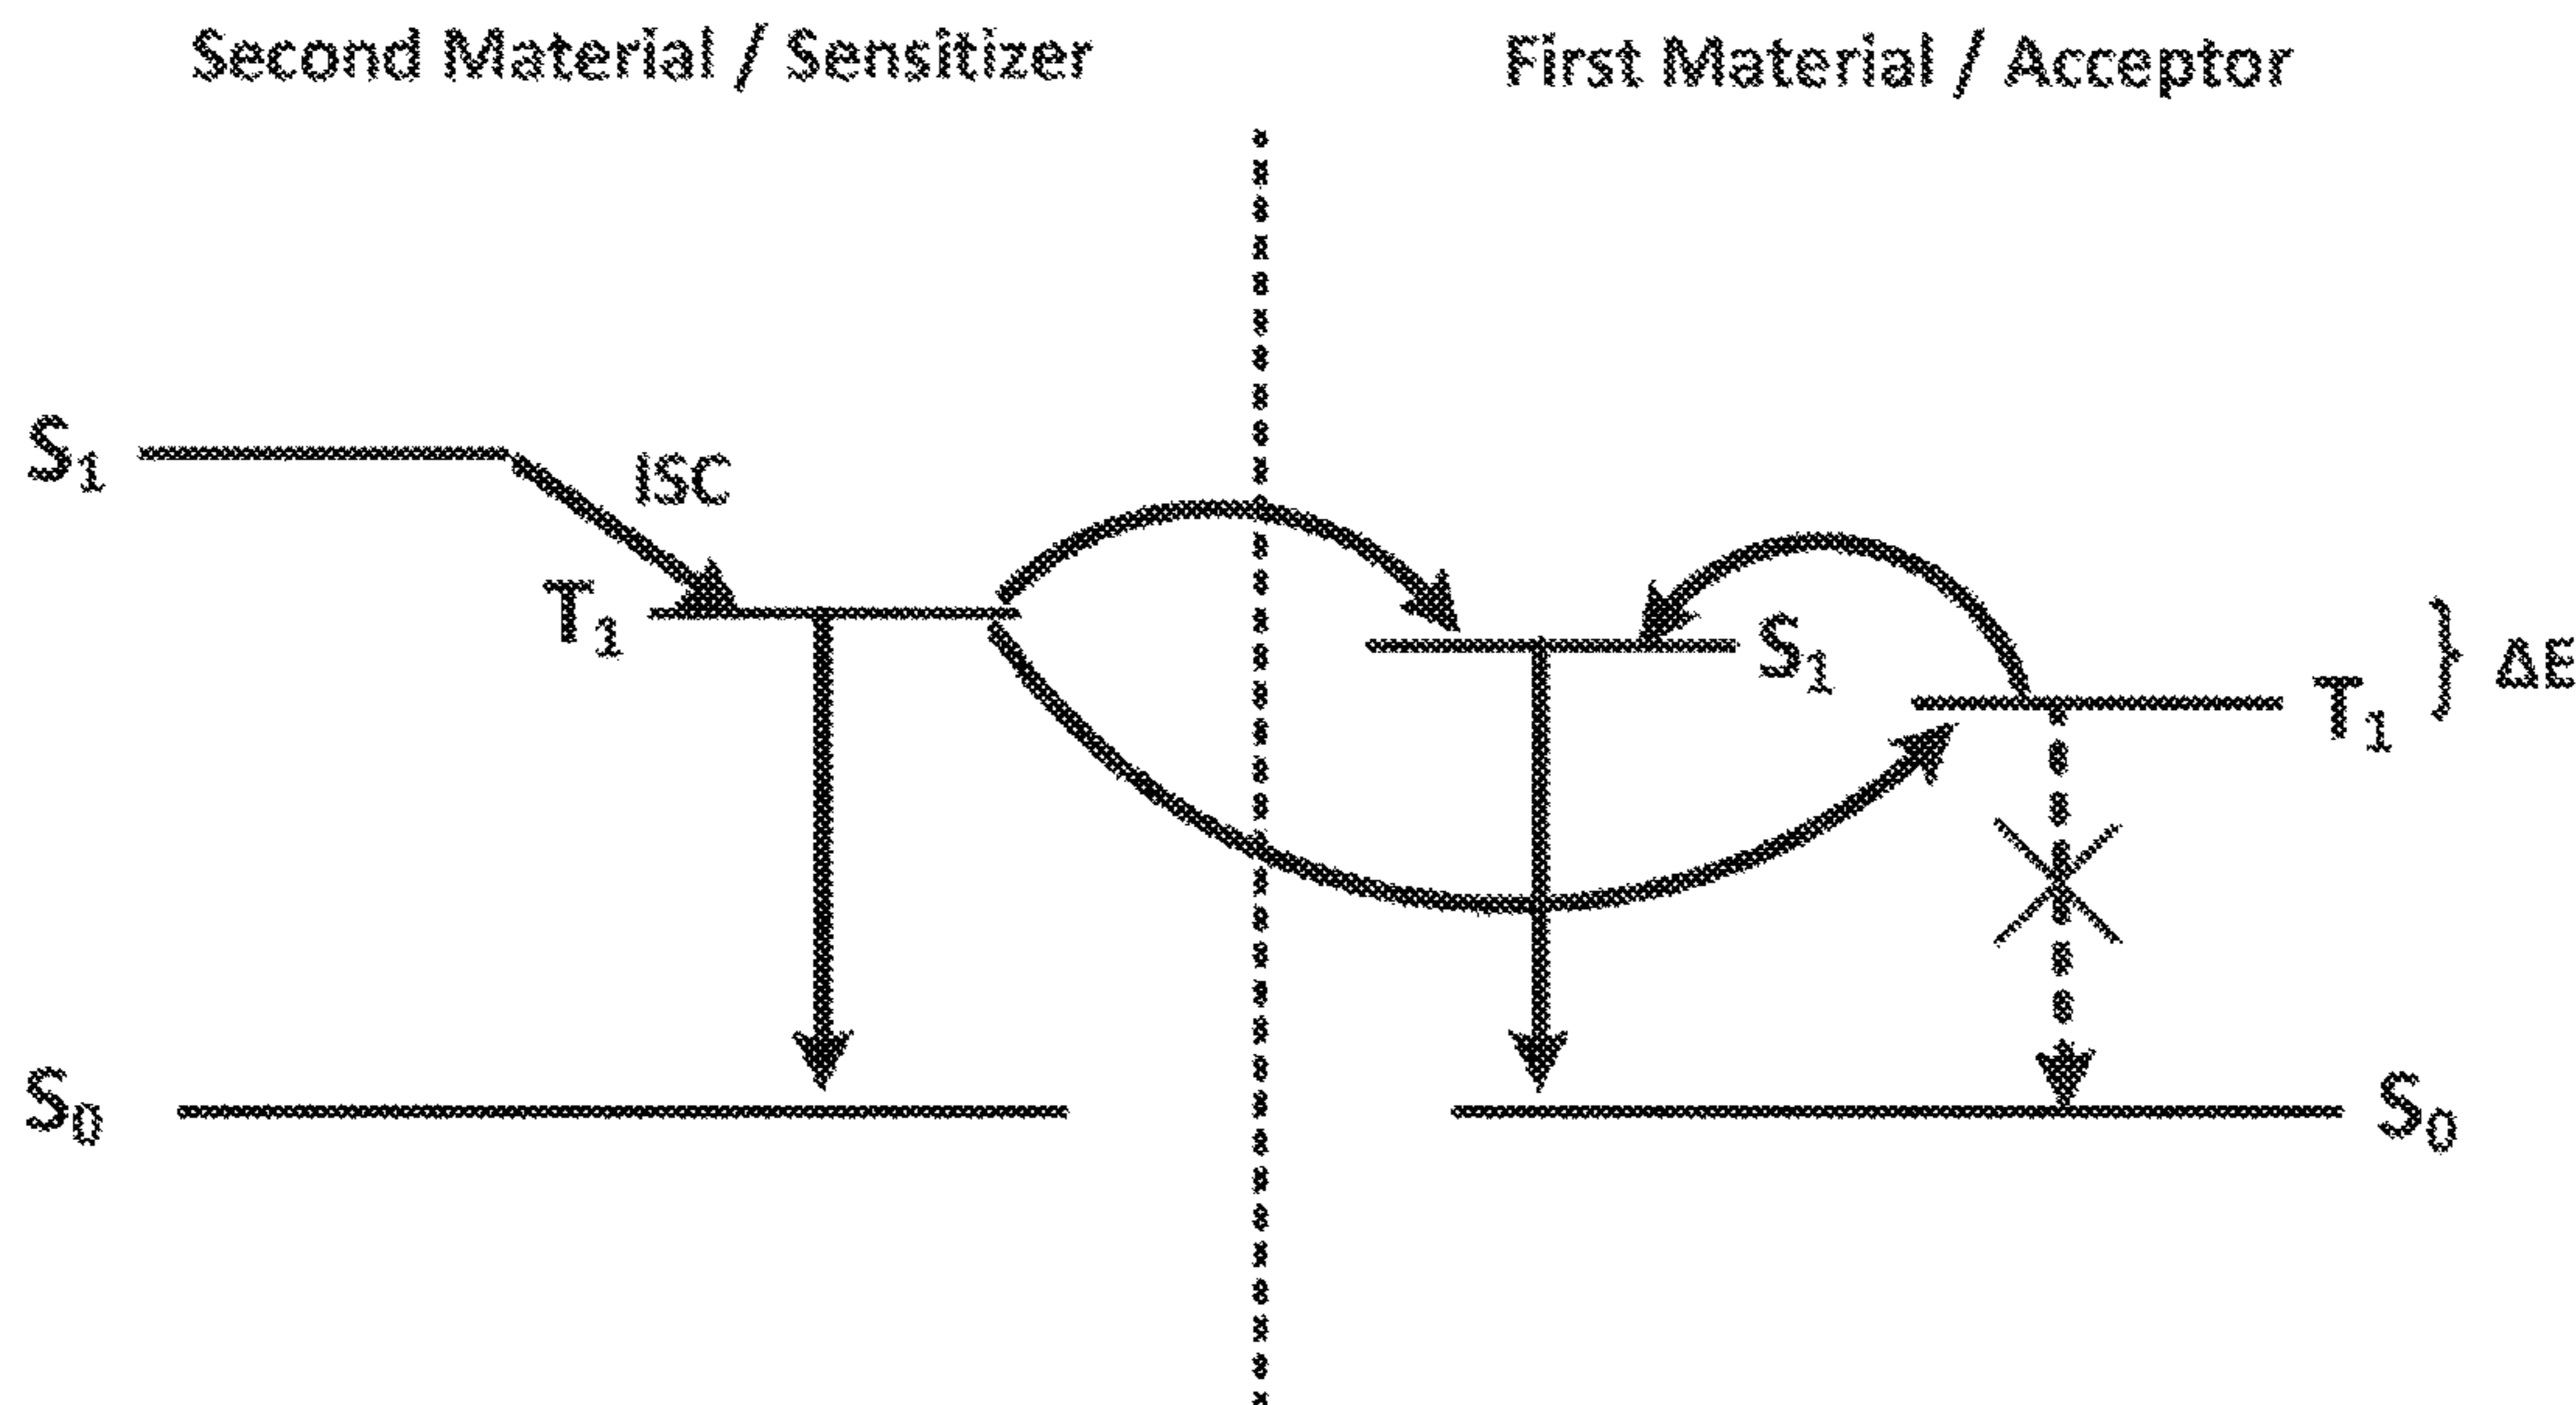 Second Material / Sensitizer
First Material / Acceptor
S₁
ISC
T₁
S₁
T₁
} ΔE
S₀
S₀